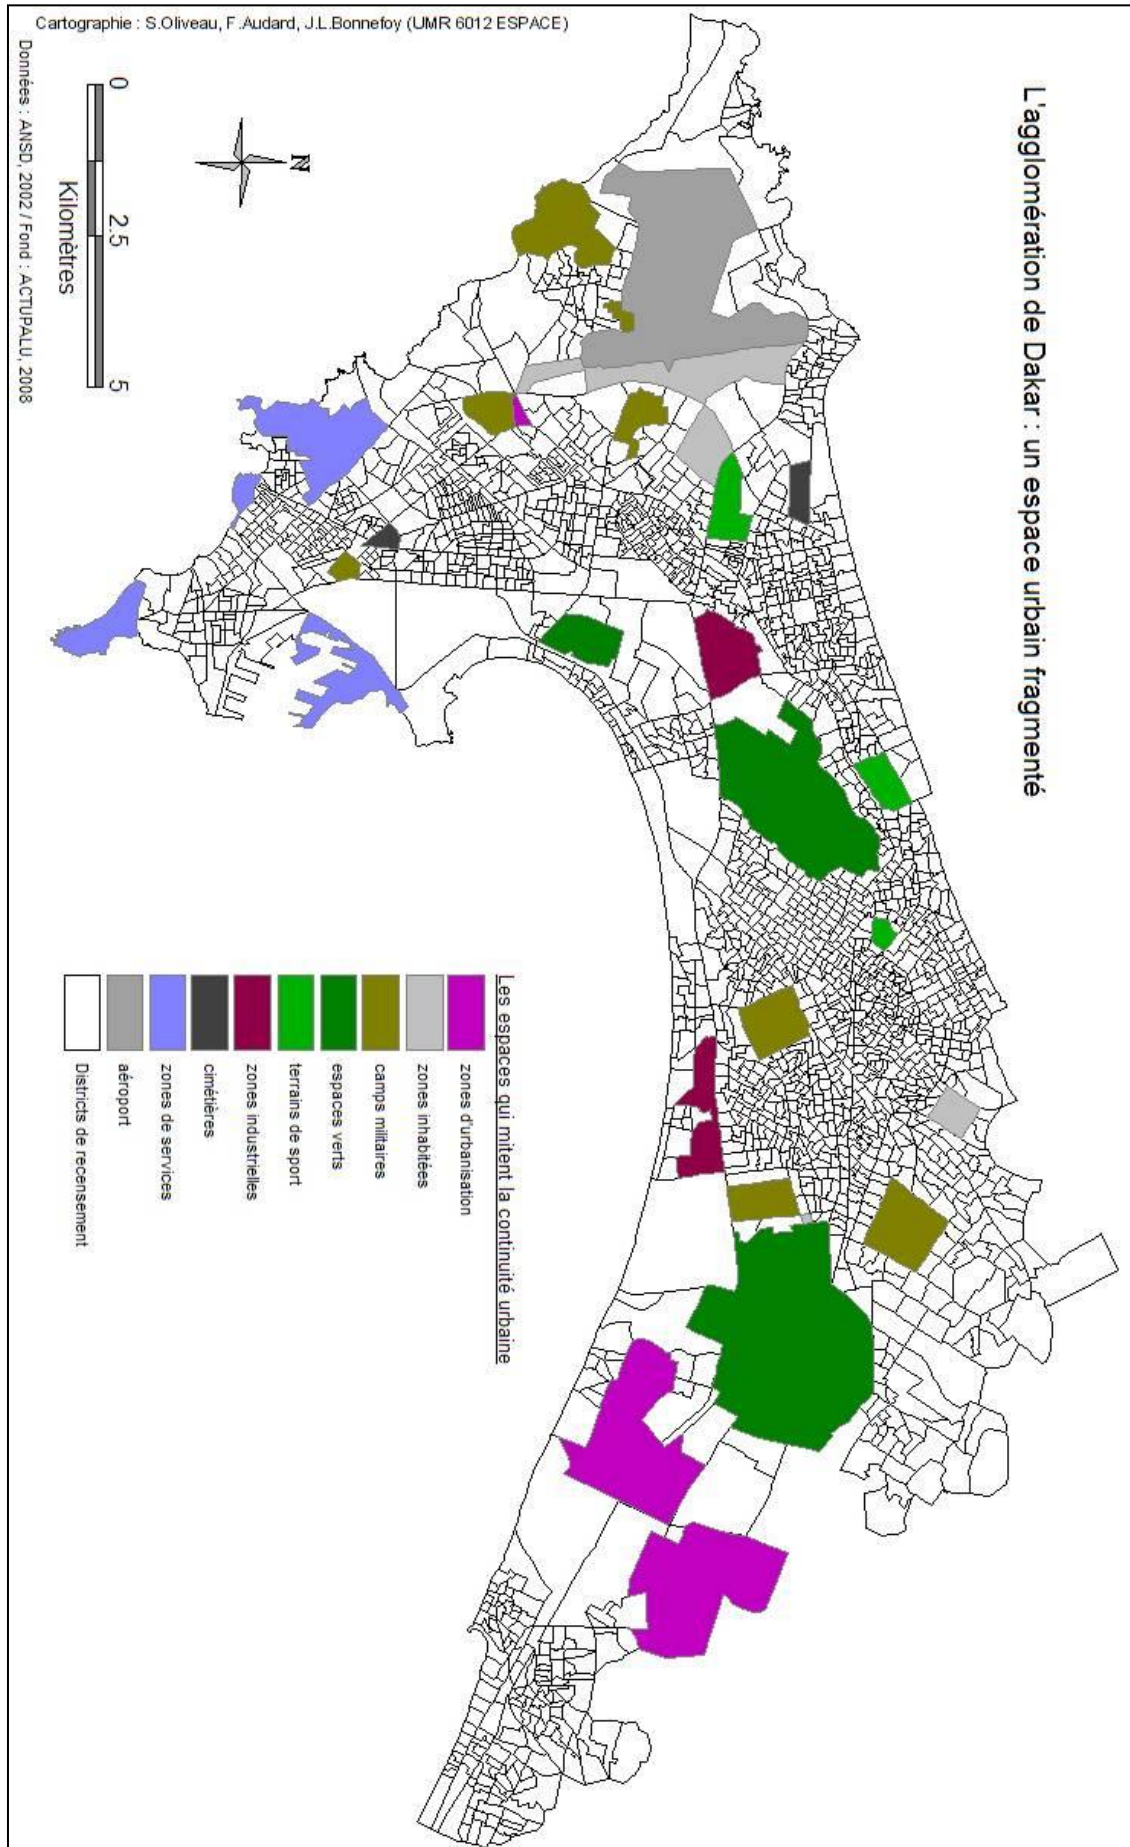 L'agglomération de Dakar : un espace urbain fragmenté
Cartographie : S.Oliveau, F.Audard, J.L.Bonnefoy (UMR 6012 ESPACE)
N
0 2.5 5
Kilomètres
Données : ANSD, 2002 / Fond : ACTUPALU, 2008
Les espaces qui mitent la continuité urbaine
zones d'urbanisation
zones inhabitées
camps militaires
espaces verts
terrains de sport
zones industrielles
cimétières
zones de services
aéroport
Districts de recensement